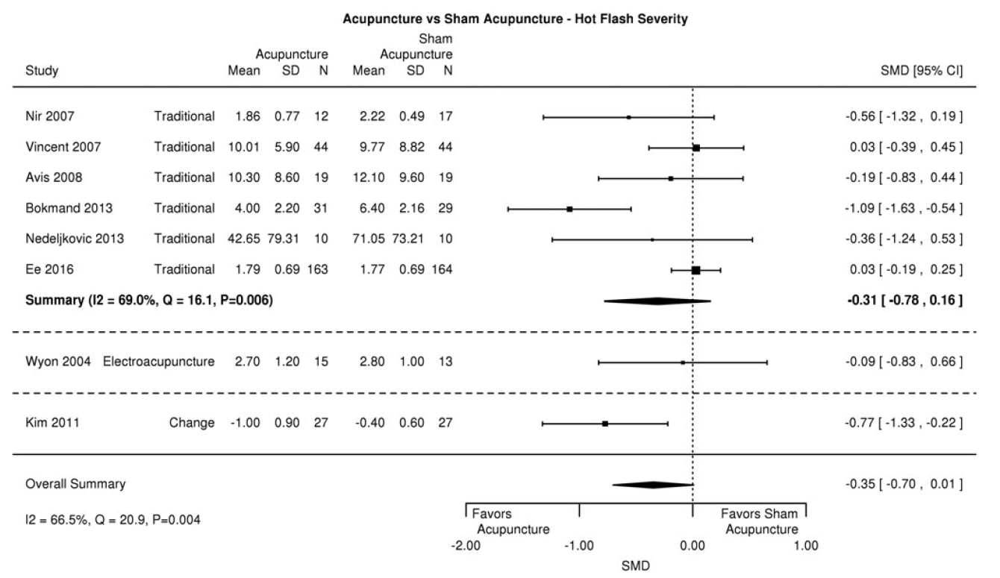 Acupuncture vs Sham Acupuncture - Hot Flash Severity
Sham
Acupuncture Acupuncture
Study Mean SD N Mean SD N SMD [95% CI]
Nir 2007 Traditional 1.86 0.77 12 2.22 0.49 17 -0.56 [ -1.32 , 0.19 ]
Vincent 2007 Traditional 10.01 5.90 44 9.77 8.82 44 0.03 [ -0.39 , 0.45 ]
Avis 2008 Traditional 10.30 8.60 19 12.10 9.60 19 -0.19 [ -0.83 , 0.44 ]
Bokmand 2013 Traditional 4.00 2.20 31 6.40 2.16 29 -1.09 [ -1.63 , -0.54 ]
Nedeljkovic 2013 Traditional 42.65 79.31 10 71.05 73.21 10 -0.36 [ -1.24 , 0.53 ]
Ee 2016 Traditional 1.79 0.69 163 1.77 0.69 164 0.03 [ -0.19 , 0.25 ]
Summary (I2 = 69.0%, Q = 16.1, P=0.006) -0.31 [ -0.78 , 0.16 ]
Wyon 2004 Electroacupuncture 2.70 1.20 15 2.80 1.00 13 -0.09 [ -0.83 , 0.66 ]
Kim 2011 Change -1.00 0.90 27 -0.40 0.60 27 -0.77 [ -1.33 , -0.22 ]
Overall Summary -0.35 [ -0.70 , 0.01 ]
I2 = 66.5%, Q = 20.9, P=0.004
Favors Favors Sham
Acupuncture Acupuncture
-2.00 -1.00 0.00 1.00
SMD